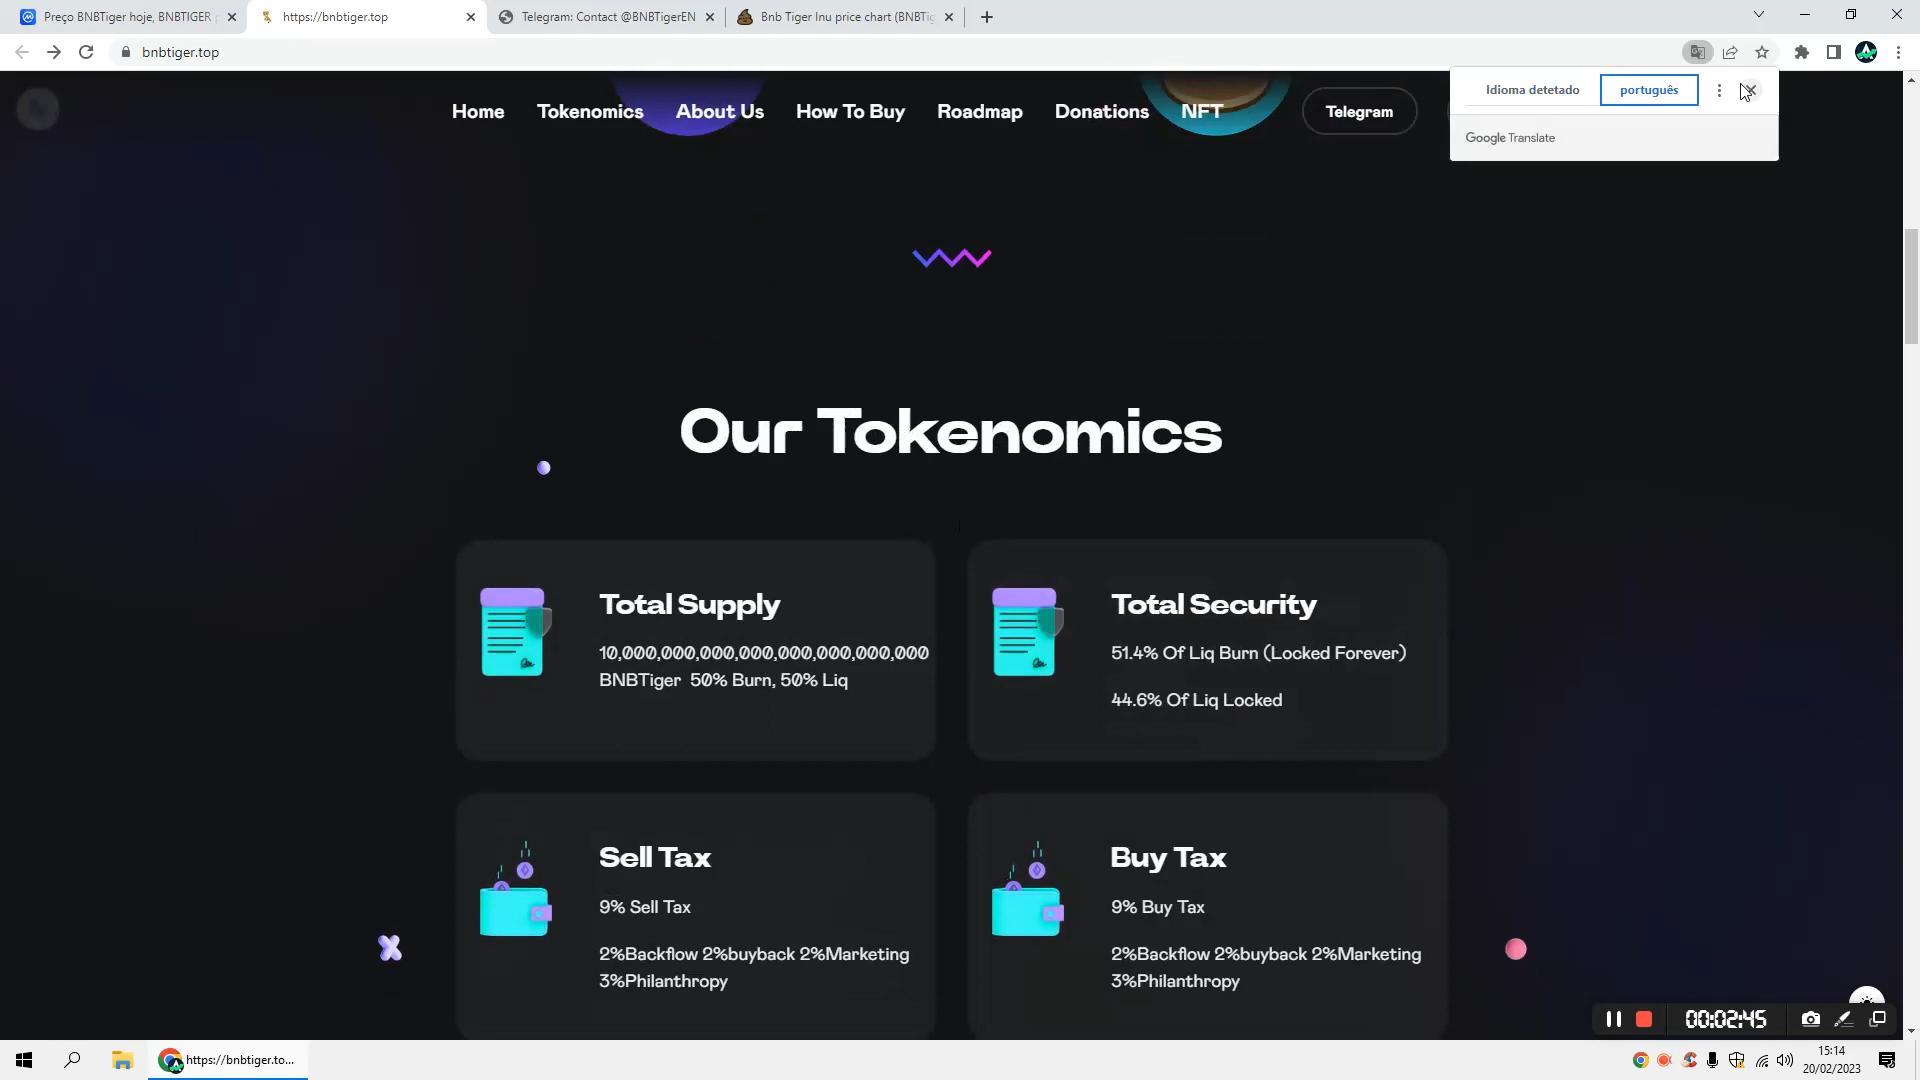 Preço BNBTiger hoje, BNBTIGER
https://bnbtiger.top
Telegram: Contact @BNBTigerEN
Bnb Tiger Inu price chart (BNBTig
bnbtiger.top
Home
Tokenomics
About Us
How To Buy
Roadmap
Donations
NFT
Telegram
Idioma detetado
português
Google Translate
Our Tokenomics
Total Supply
10,000,000,000,000,000,000,000,000
BNBTiger 50% Burn, 50% Liq
Total Security
51.4% Of Liq Burn (Locked Forever)
44.6% Of Liq Locked
Sell Tax
9% Sell Tax
2%Backflow 2%buyback 2%Marketing
3%Philanthropy
Buy Tax
9% Buy Tax
2%Backflow 2%buyback 2%Marketing
3%Philanthropy
00:02:45
https://bnbtiger.to...
15:14
20/02/2023